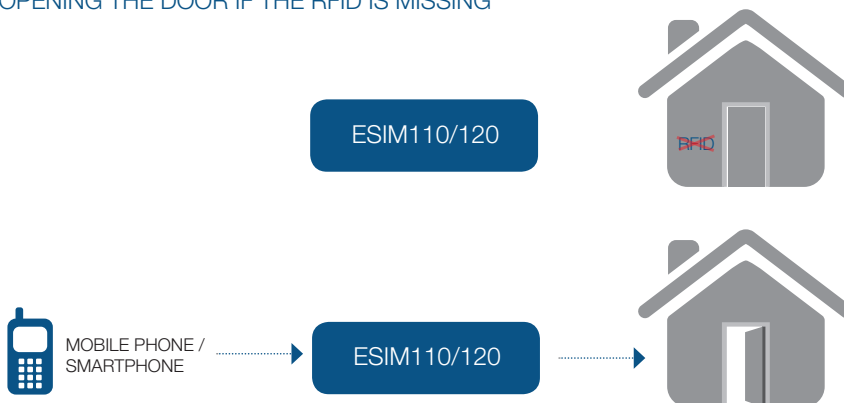 OPENING THE DOOR IF THE RFID IS MISSING
ESIM110/120
RFID
MOBILE PHONE /
SMARTPHONE
ESIM110/120